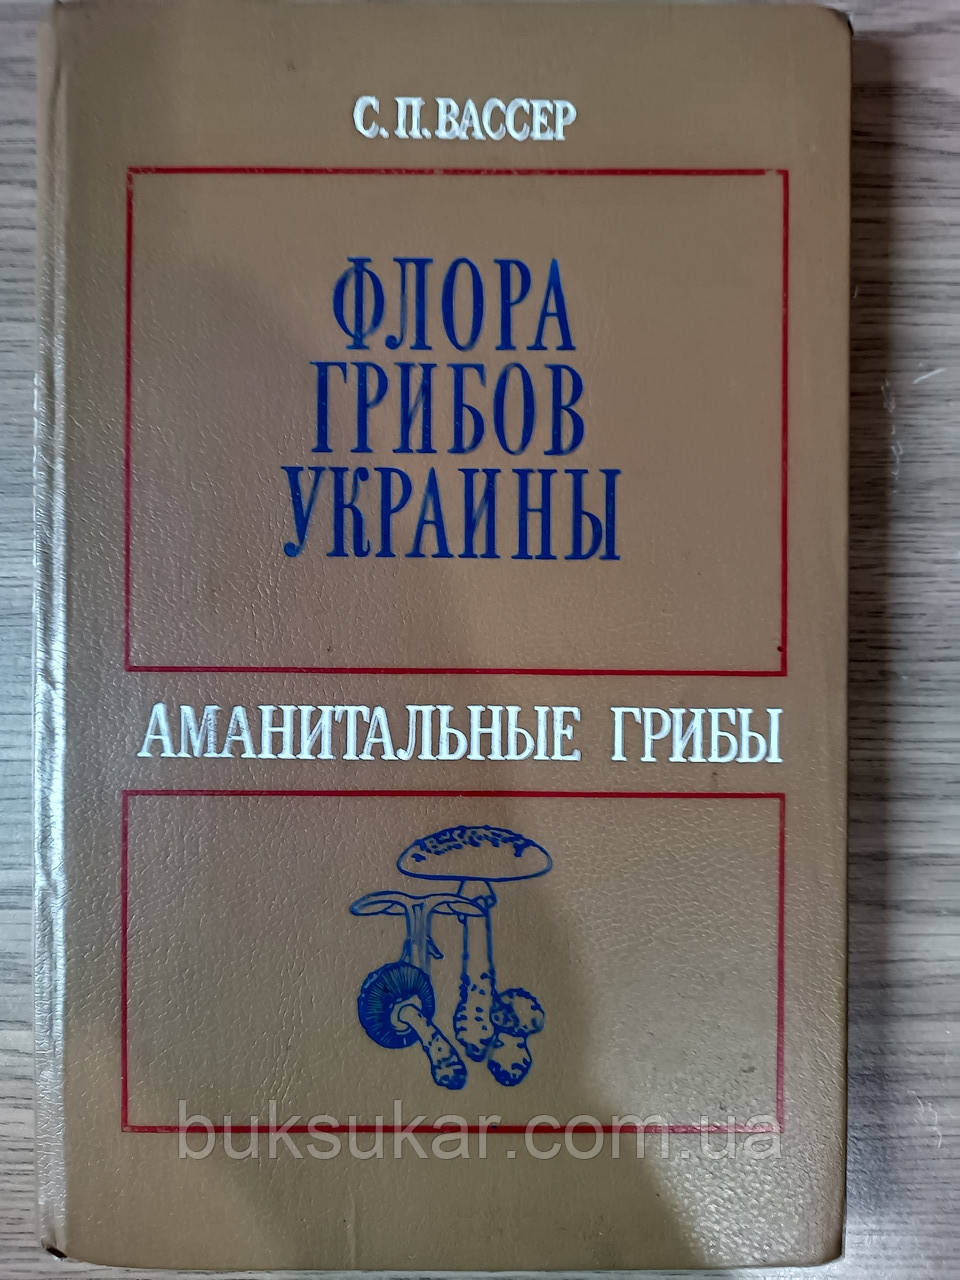 С. П. ВАССЕР
ФЛОРА
ГРИБОВ
УКРАИНЫ
АМАНИТАЛЬНЫЕ ГРИБЫ
buksukar.com.ua